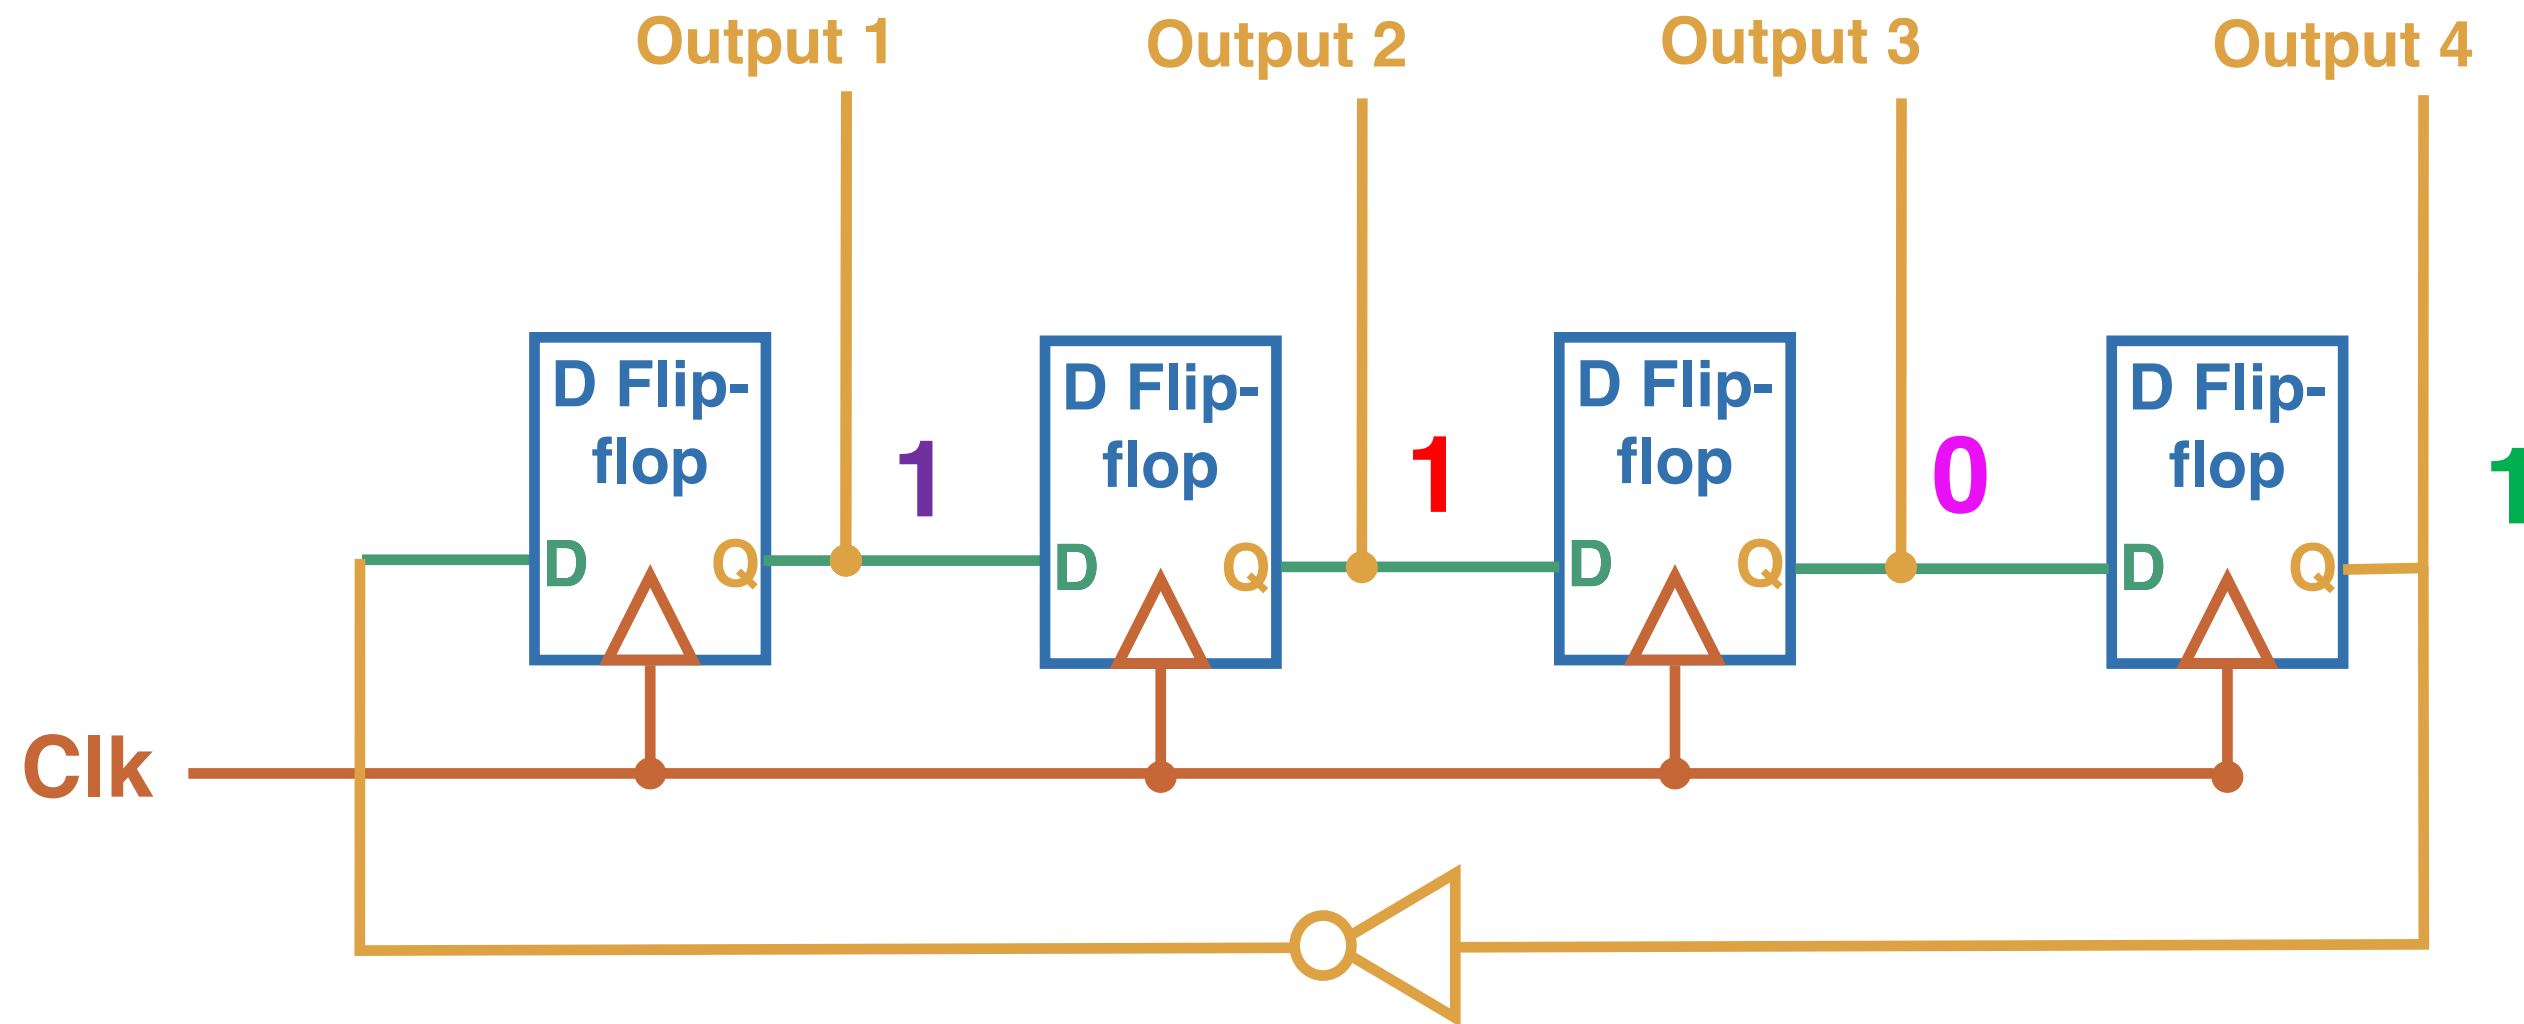 Output 1
Output 2
Output 3
Output 4
D Flip-
flop
D
Q
1
D Flip-
flop
D
Q
1
D Flip-
flop
D
Q
0
D Flip-
flop
D
Q
1
Clk